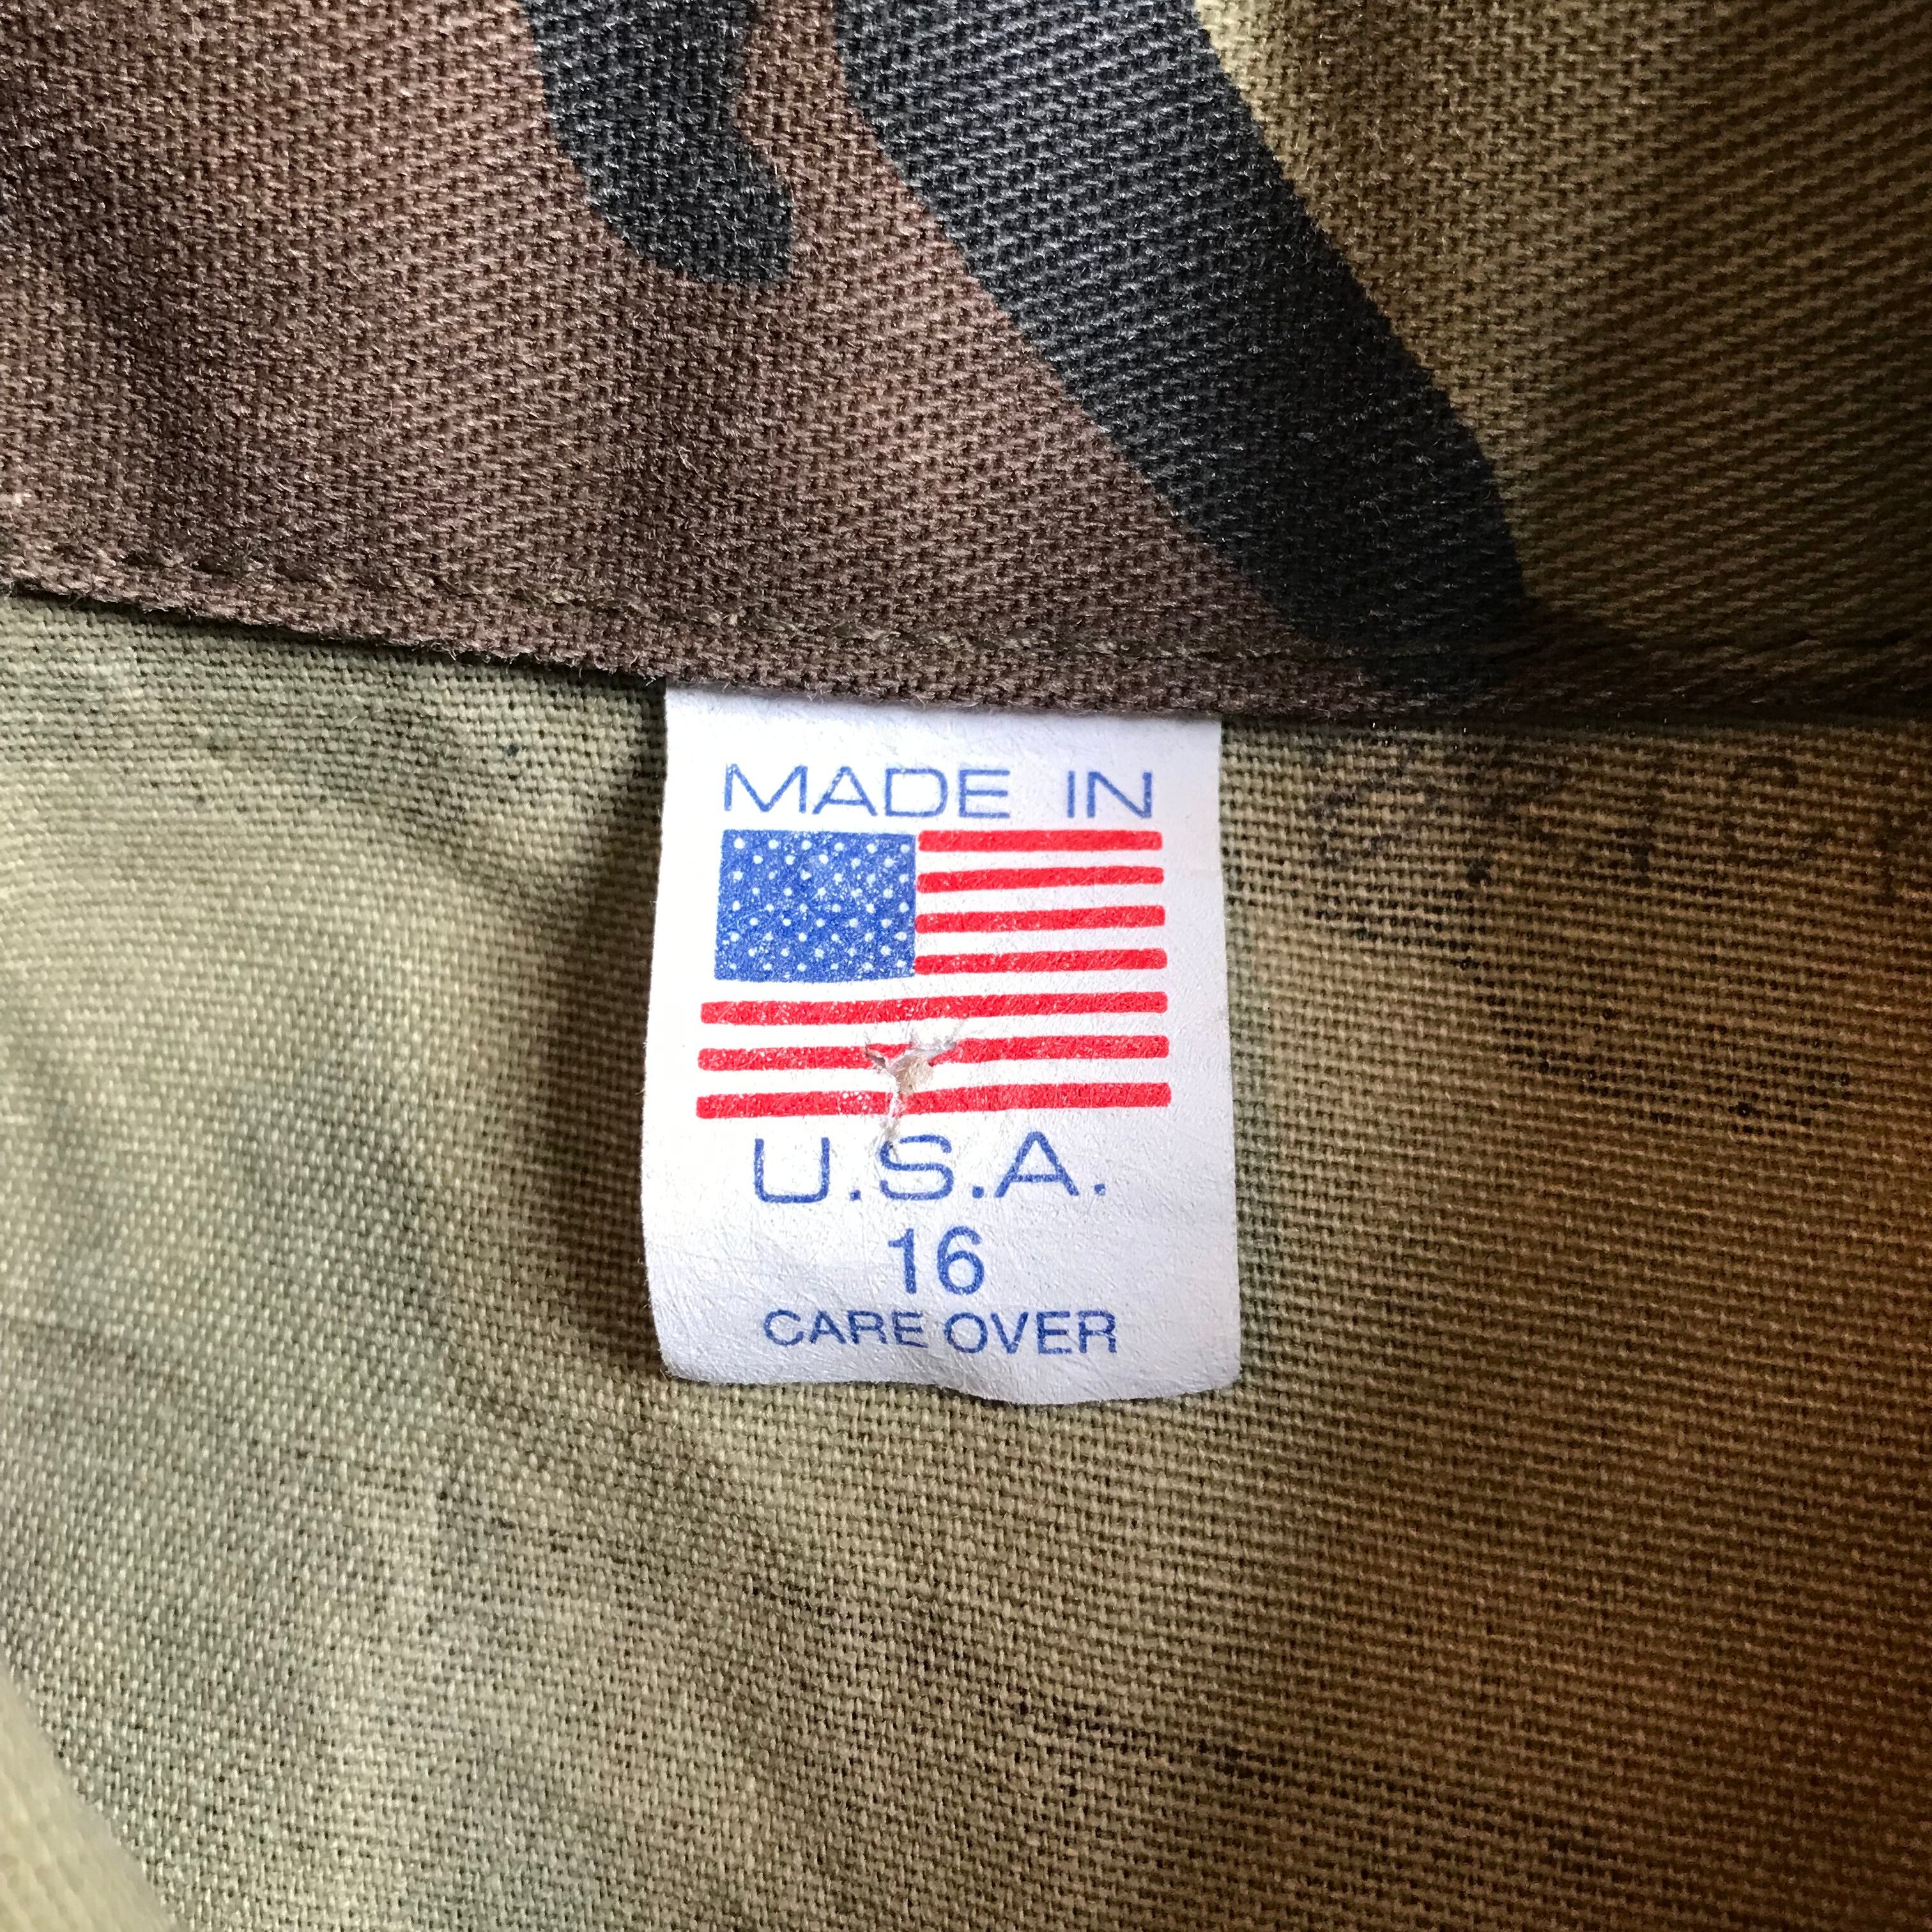 MADE IN
U.S.A.
16
CARE OVER